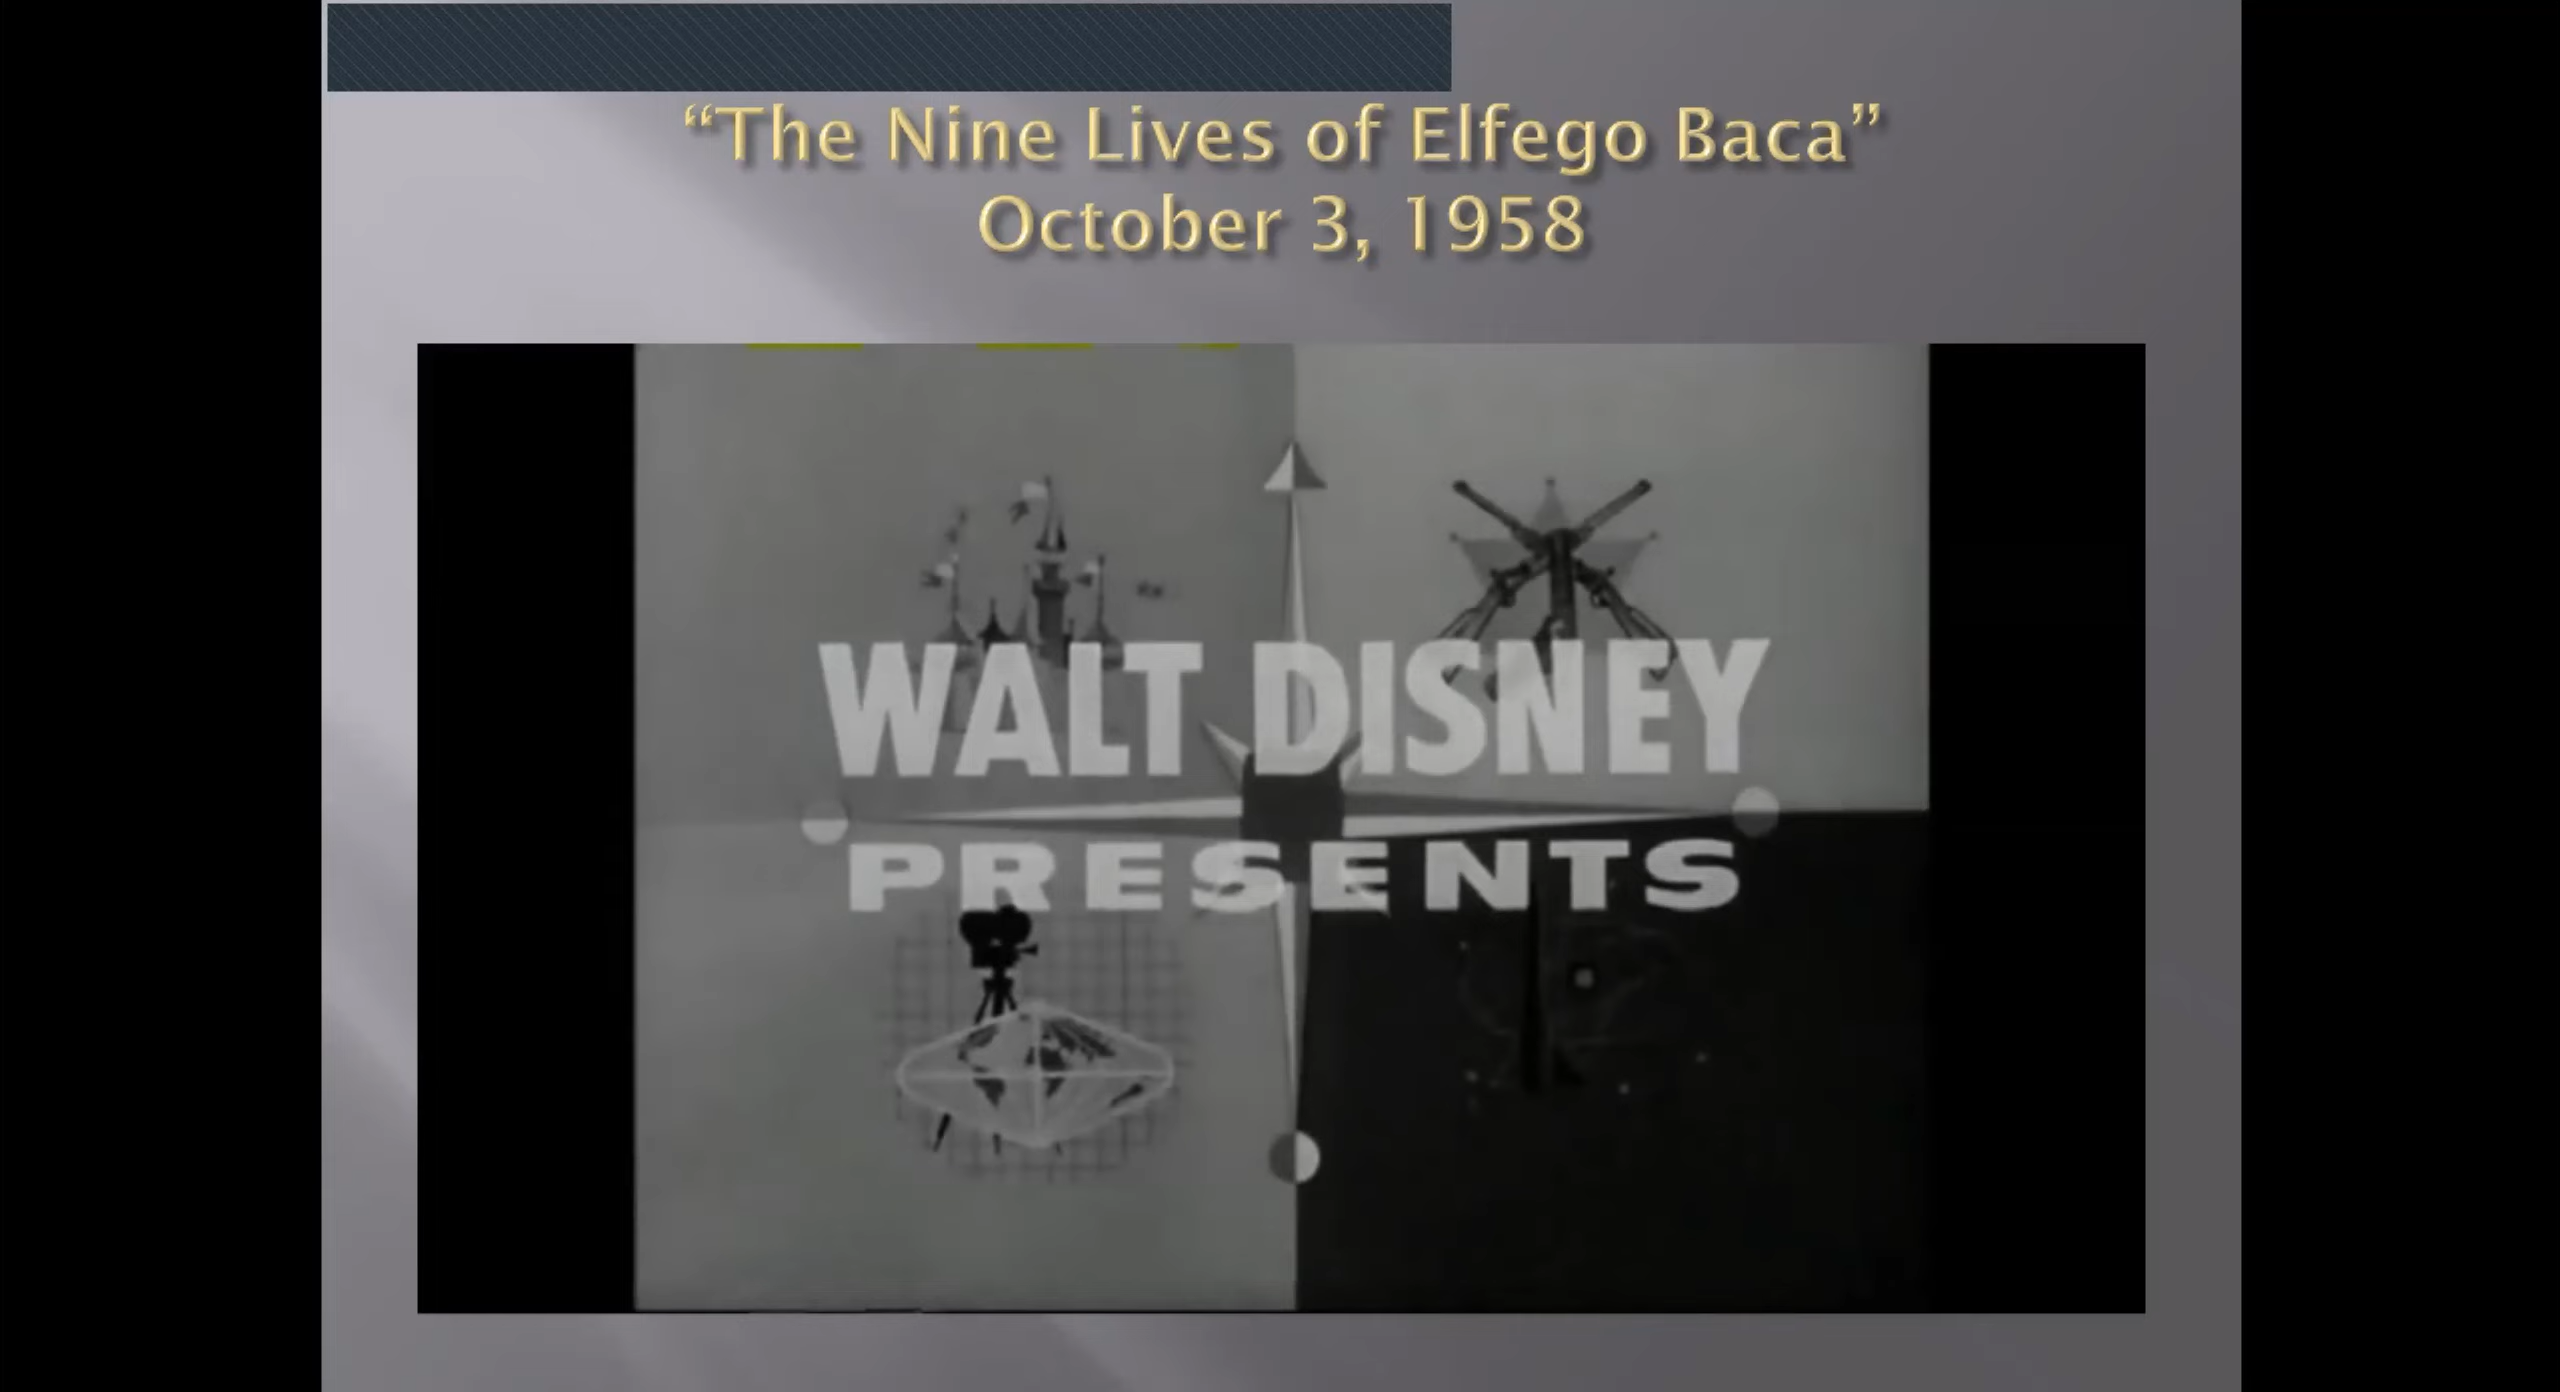 “The Nine Lives of Elfego Baca”
October 3, 1958
WALT DISNEY
PRESENTS